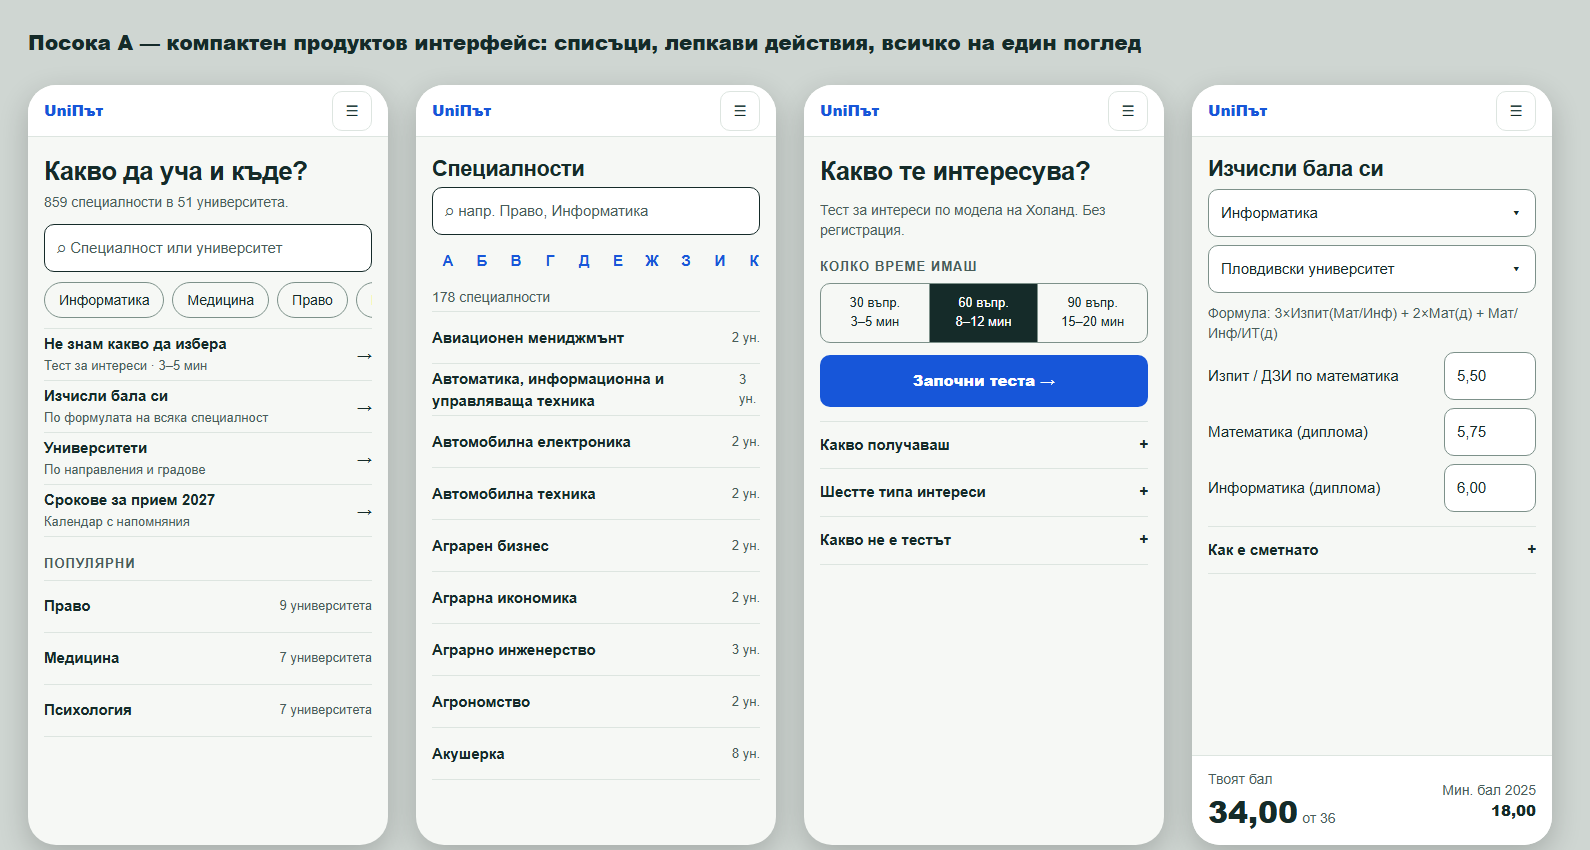 Посока А — компактен продуктов интерфейс: списъци, лепкави действия, всичко на един поглед
UniПът
☰
Какво да уча и къде?
859 специалности в 51 университета.
⌕ Специалност или университет
Информатика
Медицина
Право
Не знам какво да избера
Тест за интереси · 3–5 мин
→
Изчисли бала си
По формулата на всяка специалност
→
Университети
По направления и градове
→
Срокове за прием 2027
Календар с напомняния
→
ПОПУЛЯРНИ
Право 9 университета
Медицина 7 университета
Психология 7 университета
UniПът
☰
Специалности
⌕ напр. Право, Информатика
А Б В Г Д Е Ж З И К
178 специалности
Авиационен мениджмънт 2 ун.
Автоматика, информационна и
управляваща техника
3
ун.
Автомобилна електроника 2 ун.
Автомобилна техника 2 ун.
Аграрен бизнес 2 ун.
Аграрна икономика 2 ун.
Аграрно инженерство 3 ун.
Агрономство 2 ун.
Акушерка 8 ун.
UniПът
☰
Какво те интересува?
Тест за интереси по модела на Холанд. Без
регистрация.
КОЛКО ВРЕМЕ ИМАШ
30 въпр.
3–5 мин
60 въпр.
8–12 мин
90 въпр.
15–20 мин
Започни теста →
Какво получаваш +
Шестте типа интереси +
Какво не е тестът +
UniПът
☰
Изчисли бала си
Информатика ▾
Пловдивски университет ▾
Формула: 3×Изпит(Мат/Инф) + 2×Мат(д) + Мат/
Инф/ИТ(д)
Изпит / ДЗИ по математика 5,50
Математика (диплома) 5,75
Информатика (диплома) 6,00
Как е сметнато +
Твоят бал
34,00 от 36
Мин. бал 2025
18,00